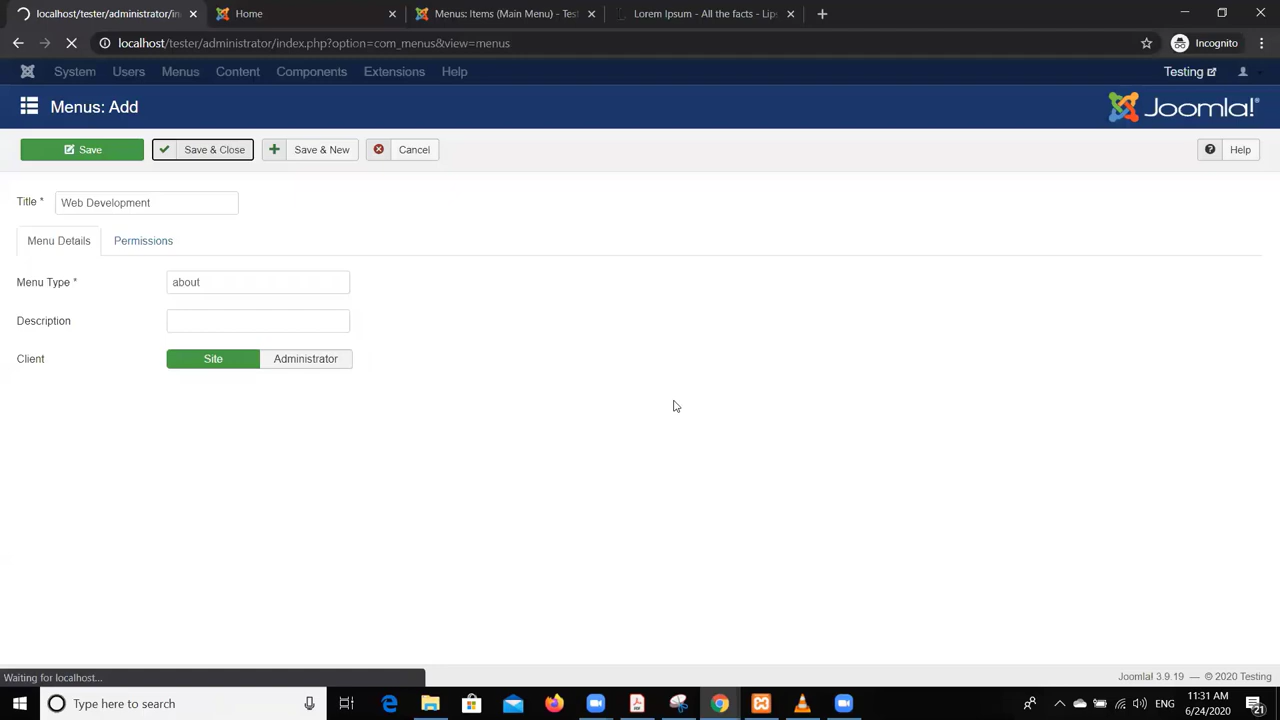 localhost/tester/administrator/in
Home
Menus: Items (Main Menu) - Test
Lorem Ipsum - All the facts - Lips
localhost/tester/administrator/index.php?option=com_menus&view=menus
Incognito
System
Users
Menus
Content
Components
Extensions
Help
Testing
Menus: Add
Joomla!
Save
Save & Close
Save & New
Cancel
Help
Title *
Web Development
Menu Details
Permissions
Menu Type *
about
Description
Client
Site
Administrator
Waiting for localhost...
Joomla! 3.9.19 — © 2020 Testing
Type here to search
ENG
11:31 AM
6/24/2020
21